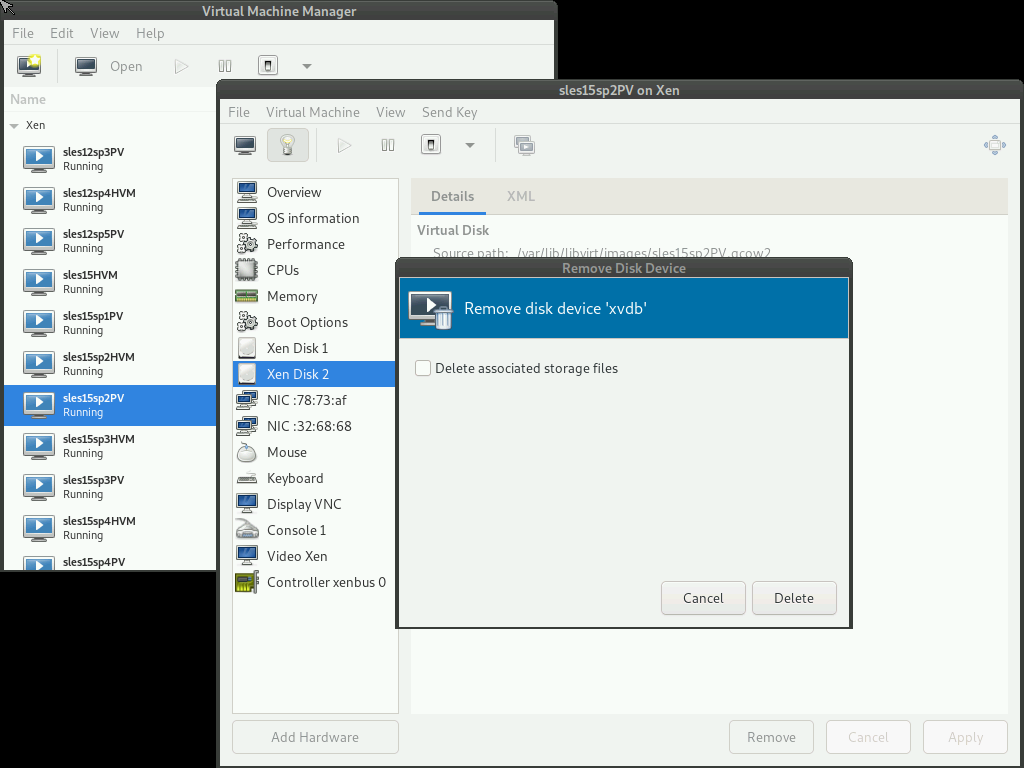 Virtual Machine Manager
File Edit View Help
Open
Name
Xen
sles12sp3PV
Running
sles12sp4HVM
Running
sles12sp5PV
Running
sles15HVM
Running
sles15sp1PV
Running
sles15sp2HVM
Running
sles15sp2PV
Running
sles15sp3HVM
Running
sles15sp3PV
Running
sles15sp4HVM
Running
sles15sp4PV
sles15sp2PV on Xen
File Virtual Machine View Send Key
Overview
OS information
Performance
CPUs
Memory
Boot Options
Xen Disk 1
Xen Disk 2
NIC :78:73:af
NIC :32:68:68
Mouse
Keyboard
Display VNC
Console 1
Video Xen
Controller xenbus 0
Add Hardware
Details XML
Virtual Disk
Source path: /var/lib/libvirt/images/sles15sp2PV.qcow2
Remove Disk Device
Remove disk device 'xvdb'
Delete associated storage files
Cancel Delete
Remove Cancel Apply